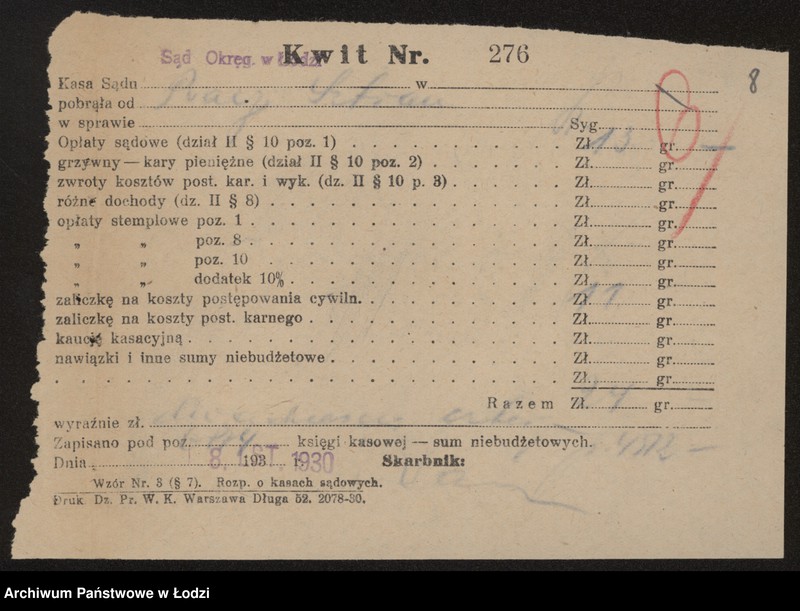 Sąd Okręg. w Łodzi
Kwit Nr. 276
8
Kasa Sądu w
pobrąła od
w sprawie Syg.
Opłaty sądowe (dział II § 10 poz. 1) Zł. 13 gr. —
grzywny — kary pieniężne (dział II § 10 poz. 2) Zł. gr.
zwroty kosztów post. kar. i wyk. (dz. II § 10 p. 3) Zł. gr.
różne dochody (dz. II § 8) Zł. gr.
opłaty stemplowe poz. 1 Zł. gr.
„ „ poz. 8 Zł. gr.
„ „ poz. 10 Zł. gr.
„ „ dodatek 10% Zł. gr.
zaliczkę na koszty postępowania cywiln. Zł. 11 gr.
zaliczkę na koszty post. karnego Zł. gr.
kaucję kasacyjną Zł. gr.
nawiązki i inne sumy niebudżetowe Zł. gr.
Zł. gr.
Razem Zł. gr.
wyraźnie zł.
Zapisano pod poz. księgi kasowej — sum niebudżetowych.
Dnia 8. LIST. 1930 193 r. Skarbnik:
Wzór Nr. 3 (§ 7). Rozp. o kasach sądowych.
Druk Dz. Pr. W. K. Warszawa Długa 52. 2078-30.
Archiwum Państwowe w Łodzi